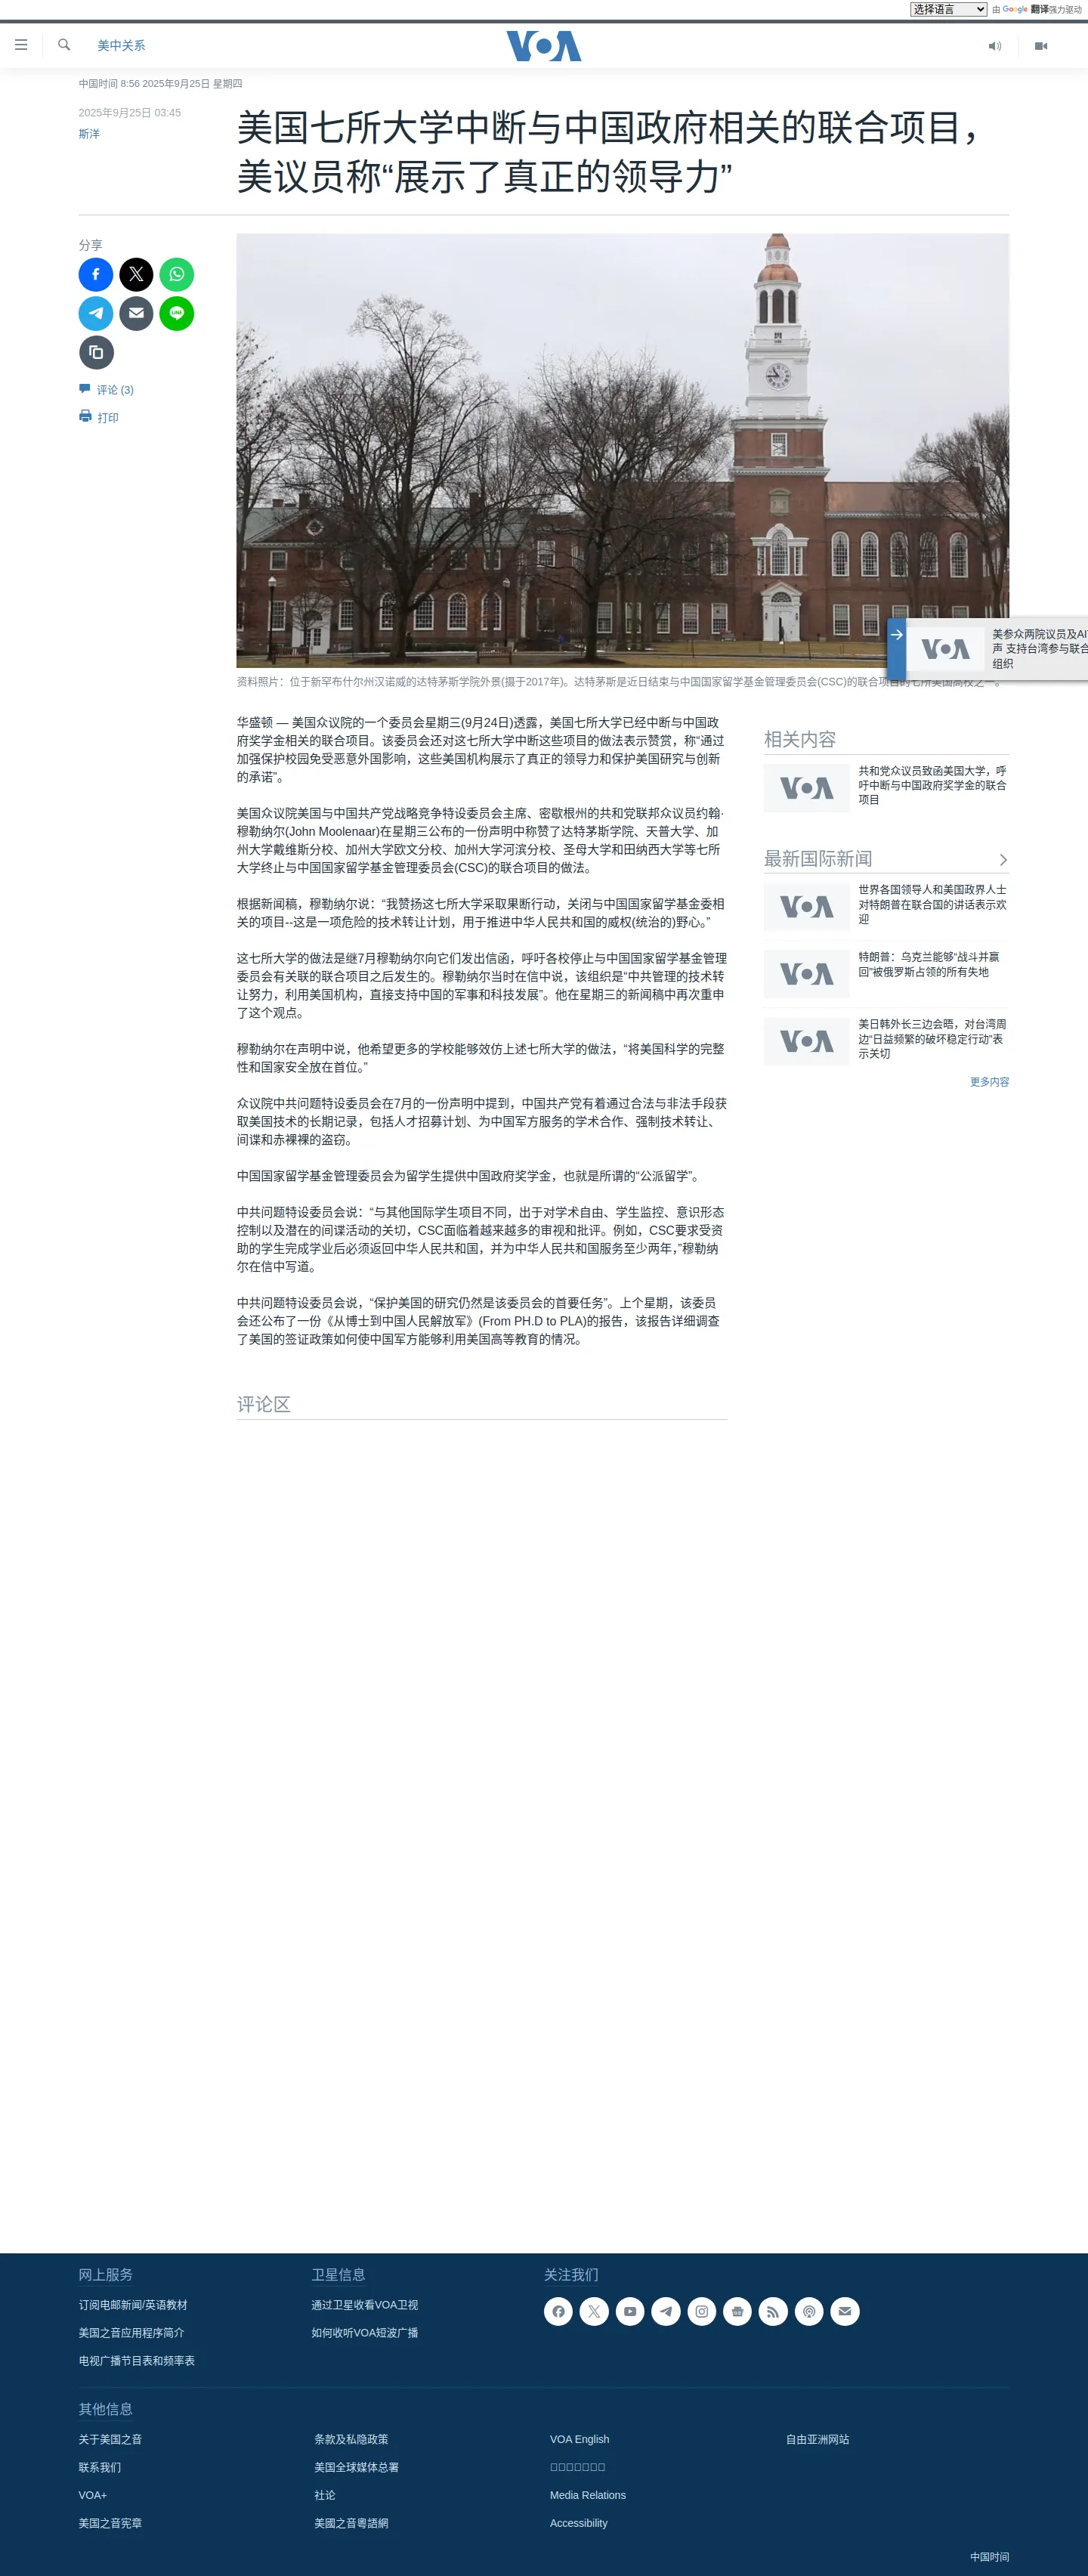 选择语言 由 Google 翻译强力驱动
美中关系
VOA
中国时间 8:56 2025年9月25日 星期四
2025年9月25日 03:45
斯洋
美国七所大学中断与中国政府相关的联合项目，
美议员称“展示了真正的领导力”
分享
LINE
评论 (3)
打印
VOA
美参众两院议员及AI
声 支持台湾参与联合
组织
资料照片：位于新罕布什尔州汉诺威的达特茅斯学院外景(摄于2017年)。达特茅斯是近日结束与中国国家留学基金管理委员会(CSC)的联合项目的七所美国高校之一。
华盛顿 — 美国众议院的一个委员会星期三(9月24日)透露，美国七所大学已经中断与中国政
府奖学金相关的联合项目。该委员会还对这七所大学中断这些项目的做法表示赞赏，称“通过
加强保护校园免受恶意外国影响，这些美国机构展示了真正的领导力和保护美国研究与创新
的承诺”。
美国众议院美国与中国共产党战略竞争特设委员会主席、密歇根州的共和党联邦众议员约翰·
穆勒纳尔(John Moolenaar)在星期三公布的一份声明中称赞了达特茅斯学院、天普大学、加
州大学戴维斯分校、加州大学欧文分校、加州大学河滨分校、圣母大学和田纳西大学等七所
大学终止与中国国家留学基金管理委员会(CSC)的联合项目的做法。
根据新闻稿，穆勒纳尔说：“我赞扬这七所大学采取果断行动，关闭与中国国家留学基金委相
关的项目--这是一项危险的技术转让计划，用于推进中华人民共和国的威权(统治的)野心。”
这七所大学的做法是继7月穆勒纳尔向它们发出信函，呼吁各校停止与中国国家留学基金管理
委员会有关联的联合项目之后发生的。穆勒纳尔当时在信中说，该组织是“中共管理的技术转
让努力，利用美国机构，直接支持中国的军事和科技发展”。他在星期三的新闻稿中再次重申
了这个观点。
穆勒纳尔在声明中说，他希望更多的学校能够效仿上述七所大学的做法，“将美国科学的完整
性和国家安全放在首位。”
众议院中共问题特设委员会在7月的一份声明中提到，中国共产党有着通过合法与非法手段获
取美国技术的长期记录，包括人才招募计划、为中国军方服务的学术合作、强制技术转让、
间谍和赤裸裸的盗窃。
中国国家留学基金管理委员会为留学生提供中国政府奖学金，也就是所谓的“公派留学”。
中共问题特设委员会说：“与其他国际学生项目不同，出于对学术自由、学生监控、意识形态
控制以及潜在的间谍活动的关切，CSC面临着越来越多的审视和批评。例如，CSC要求受资
助的学生完成学业后必须返回中华人民共和国，并为中华人民共和国服务至少两年，”穆勒纳
尔在信中写道。
中共问题特设委员会说，“保护美国的研究仍然是该委员会的首要任务”。上个星期，该委员
会还公布了一份《从博士到中国人民解放军》(From PH.D to PLA)的报告，该报告详细调查
了美国的签证政策如何使中国军方能够利用美国高等教育的情况。
相关内容
VOA
共和党众议员致函美国大学，呼
吁中断与中国政府奖学金的联合
项目
最新国际新闻
VOA
世界各国领导人和美国政界人士
对特朗普在联合国的讲话表示欢
迎
VOA
特朗普：乌克兰能够“战斗并赢
回”被俄罗斯占领的所有失地
VOA
美日韩外长三边会晤，对台湾周
边“日益频繁的破坏稳定行动”表
示关切
更多内容
评论区
网上服务
订阅电邮新闻/英语教材
美国之音应用程序简介
电视广播节目表和频率表
卫星信息
通过卫星收看VOA卫视
如何收听VOA短波广播
关注我们
其他信息
关于美国之音
联系我们
VOA+
美国之音宪章
条款及私隐政策
美国全球媒体总署
社论
美國之音粵語網
VOA English
Media Relations
Accessibility
自由亚洲网站
中国时间